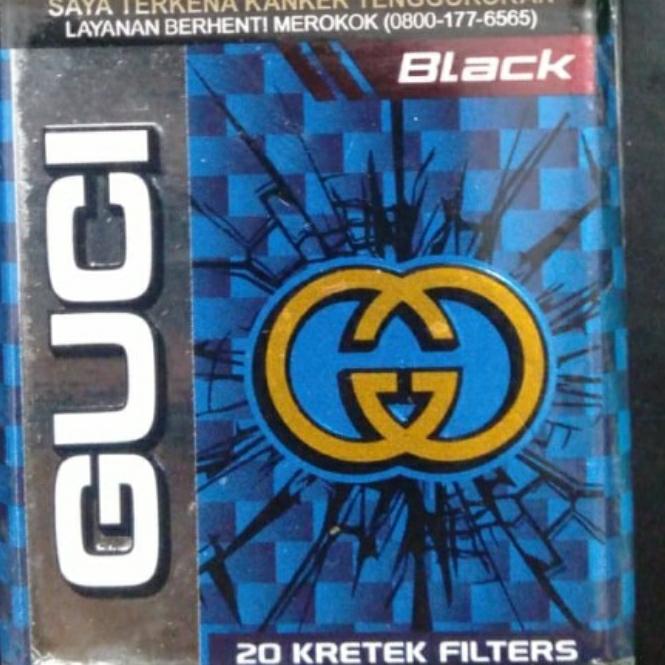 SAYA TERKENA KANKER TENGGOROKAN
LAYANAN BERHENTI MEROKOK (0800-177-6565)
Black
GUCI
20 KRETEK FILTERS